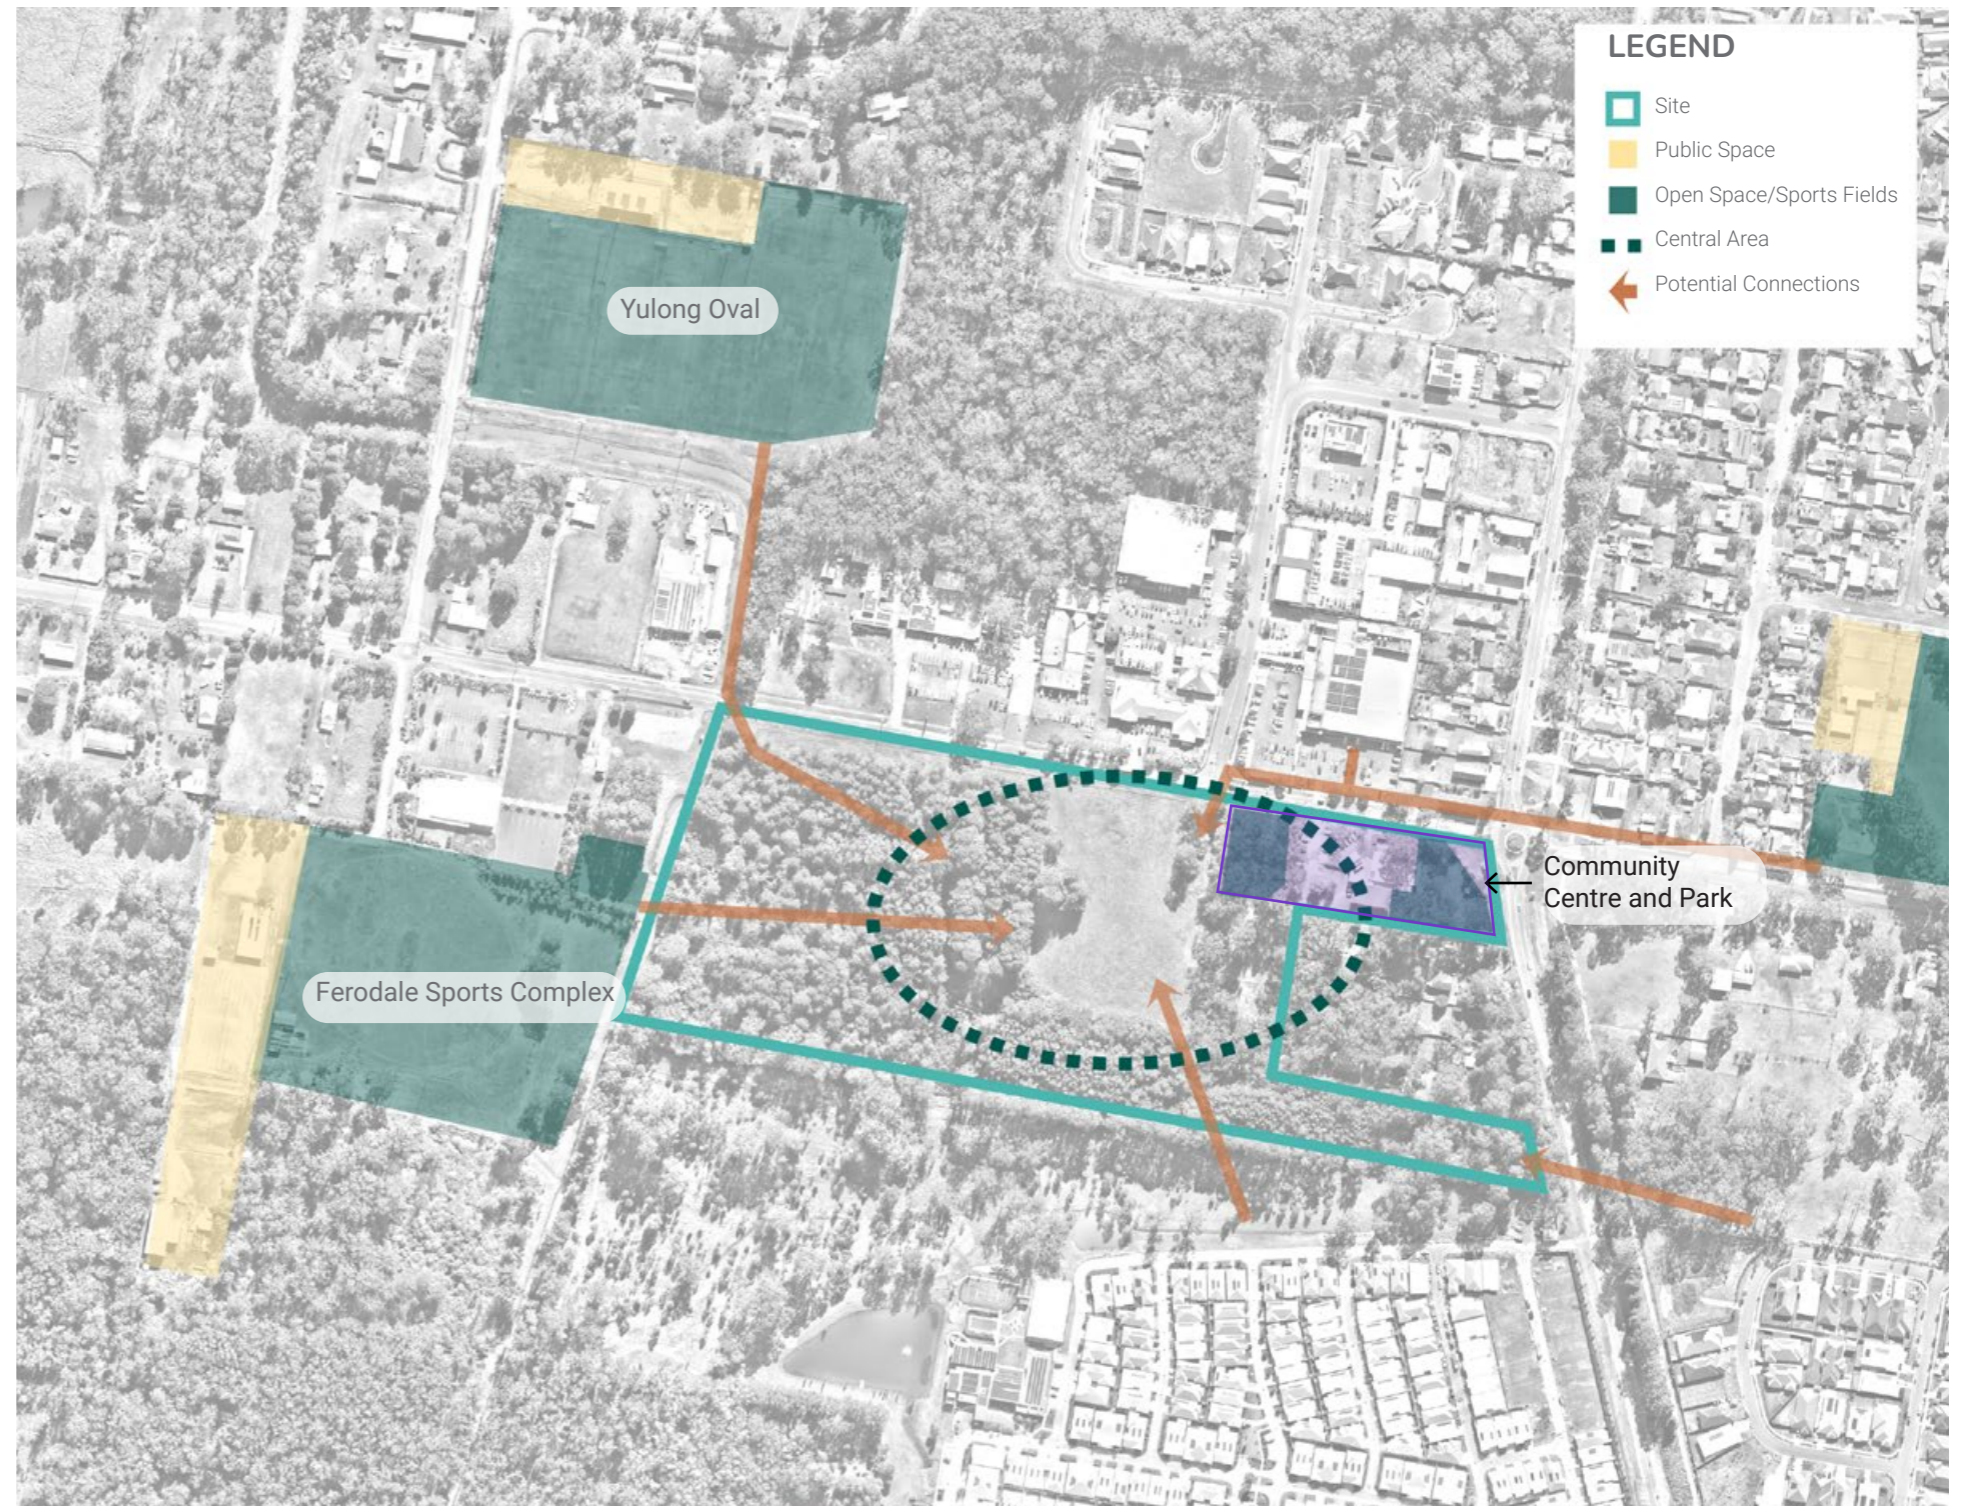 LEGEND
Site
Public Space
Open Space/Sports Fields
Central Area
Potential Connections
Yulong Oval
Community
Centre and Park
Ferodale Sports Complex